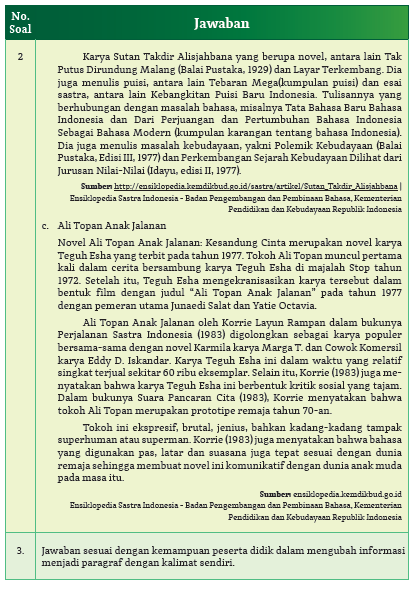 No.
Soal
Jawaban
2
Karya Sutan Takdir Alisjahbana yang berupa novel, antara lain Tak
Putus Dirundung Malang (Balai Pustaka, 1929) dan Layar Terkembang. Dia
juga menulis puisi, antara lain Tebaran Mega(kumpulan puisi) dan esai
sastra, antara lain Kebangkitan Puisi Baru Indonesia. Tulisannya yang
berhubungan dengan masalah bahasa, misalnya Tata Bahasa Baru Bahasa
Indonesia dan Dari Perjuangan dan Pertumbuhan Bahasa Indonesia
Sebagai Bahasa Modern (kumpulan karangan tentang bahasa Indonesia).
Dia juga menulis masalah kebudayaan, yakni Polemik Kebudayaan (Balai
Pustaka, Edisi III, 1977) dan Perkembangan Sejarah Kebudayaan Dilihat dari
Jurusan Nilai-Nilai (Idayu, edisi II, 1977).
Sumber: http://ensiklopedia.kemdikbud.go.id/sastra/artikel/Sutan_Takdir_Alisjahbana |
Ensiklopedia Sastra Indonesia - Badan Pengembangan dan Pembinaan Bahasa, Kementerian
Pendidikan dan Kebudayaan Republik Indonesia
c. Ali Topan Anak Jalanan
Novel Ali Topan Anak Jalanan: Kesandung Cinta merupakan novel karya
Teguh Esha yang terbit pada tahun 1977. Tokoh Ali Topan muncul pertama
kali dalam cerita bersambung karya Teguh Esha di majalah Stop tahun
1972. Setelah itu, Teguh Esha mengekranisasikan karya tersebut dalam
bentuk film dengan judul “Ali Topan Anak Jalanan” pada tahun 1977
dengan pemeran utama Junaedi Salat dan Yatie Octavia.
Ali Topan Anak Jalanan oleh Korrie Layun Rampan dalam bukunya
Perjalanan Sastra Indonesia (1983) digolongkan sebagai karya populer
bersama-sama dengan novel Karmila karya Marga T. dan Cowok Komersil
karya Eddy D. Iskandar. Karya Teguh Esha ini dalam waktu yang relatif
singkat terjual sekitar 60 ribu eksemplar. Selain itu, Korrie (1983) juga me-
nyatakan bahwa karya Teguh Esha ini berbentuk kritik sosial yang tajam.
Dalam bukunya Suara Pancaran Cita (1983), Korrie menyatakan bahwa
tokoh Ali Topan merupakan prototipe remaja tahun 70-an.
Tokoh ini ekspresif, brutal, jenius, bahkan kadang-kadang tampak
superhuman atau superman. Korrie (1983) juga menyatakan bahwa bahasa
yang digunakan pas, latar dan suasana juga tepat sesuai dengan dunia
remaja sehingga membuat novel ini komunikatif dengan dunia anak muda
pada masa itu.
Sumber: ensiklopedia.kemdikbud.go.id
Ensiklopedia Sastra Indonesia - Badan Pengembangan dan Pembinaan Bahasa, Kementerian
Pendidikan dan Kebudayaan Republik Indonesia
3. Jawaban sesuai dengan kemampuan peserta didik dalam mengubah informasi
menjadi paragraf dengan kalimat sendiri.